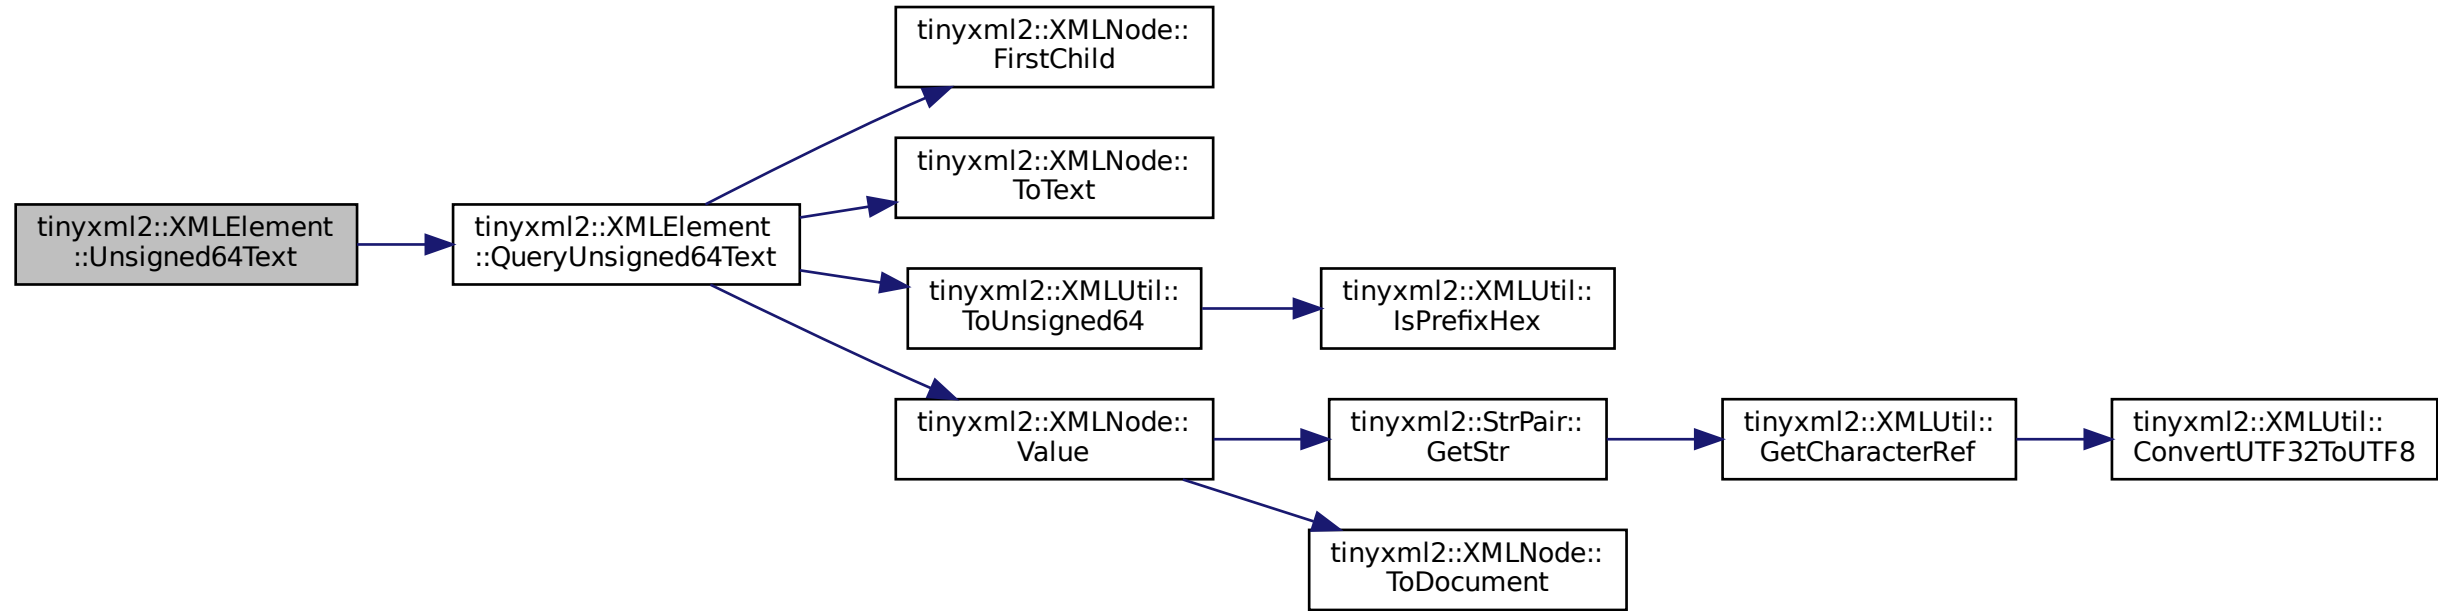 tinyxml2::XMLElement
::Unsigned64Text
tinyxml2::XMLElement
::QueryUnsigned64Text
tinyxml2::XMLNode::
FirstChild
tinyxml2::XMLNode::
ToText
tinyxml2::XMLUtil::
ToUnsigned64
tinyxml2::XMLUtil::
IsPrefixHex
tinyxml2::XMLNode::
Value
tinyxml2::StrPair::
GetStr
tinyxml2::XMLUtil::
GetCharacterRef
tinyxml2::XMLUtil::
ConvertUTF32ToUTF8
tinyxml2::XMLNode::
ToDocument